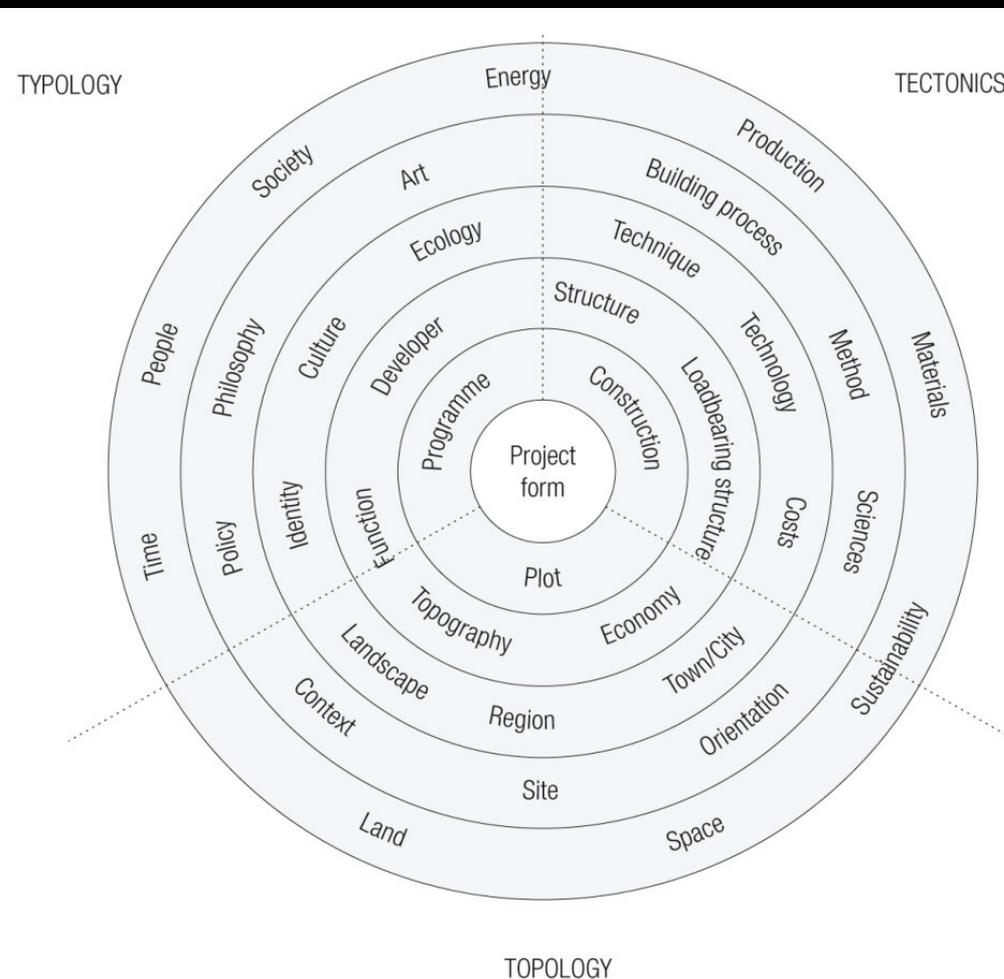 TYPOLOGY
TECTONICS
Energy
Society
Production
Art
Building process
Ecology
Technique
People
Philosophy
Culture
Developer
Structure
Technology
Method
Materials
Programme
Construction
Loadbearing structure
Project
form
Time
Policy
Identity
Function
Costs
Sciences
Plot
Topography
Economy
Landscape
Town/City
Sustainability
Context
Region
Orientation
Site
Land
Space
TOPOLOGY